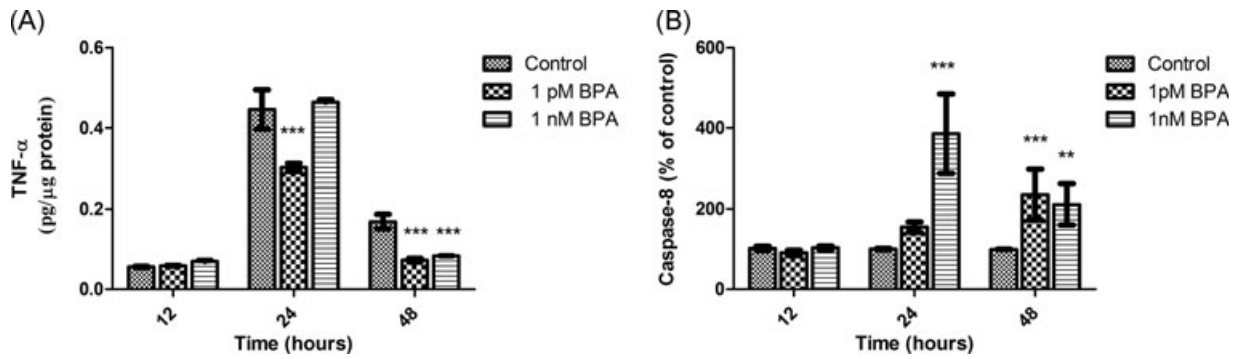 (A)
TNF-α
(pg/μg protein)
0.6
0.4
0.2
0.0
***
***
***
12
24
48
Time (hours)
Control
1 pM BPA
1 nM BPA
(B)
Caspase-8 (% of control)
600
400
200
0
***
***
**
12
24
48
Time (hours)
Control
1pM BPA
1nM BPA